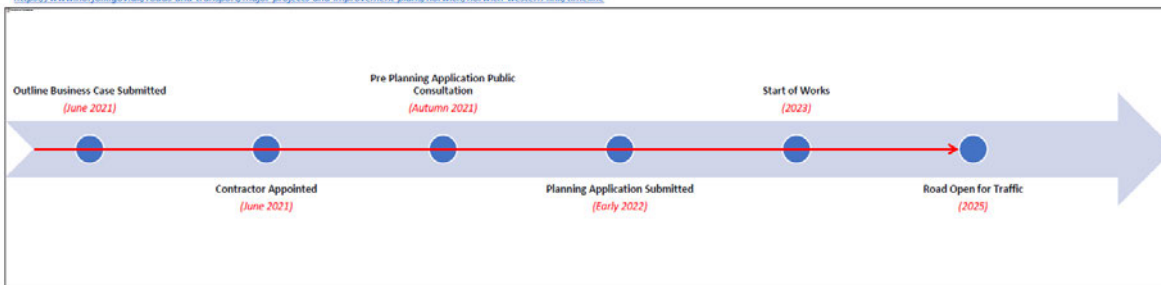 Outline Business Case Submitted
(June 2021)
Contractor Appointed
(June 2021)
Pre Planning Application Public
Consultation
(Autumn 2021)
Planning Application Submitted
(Early 2022)
Start of Works
(2023)
Road Open for Traffic
(2025)